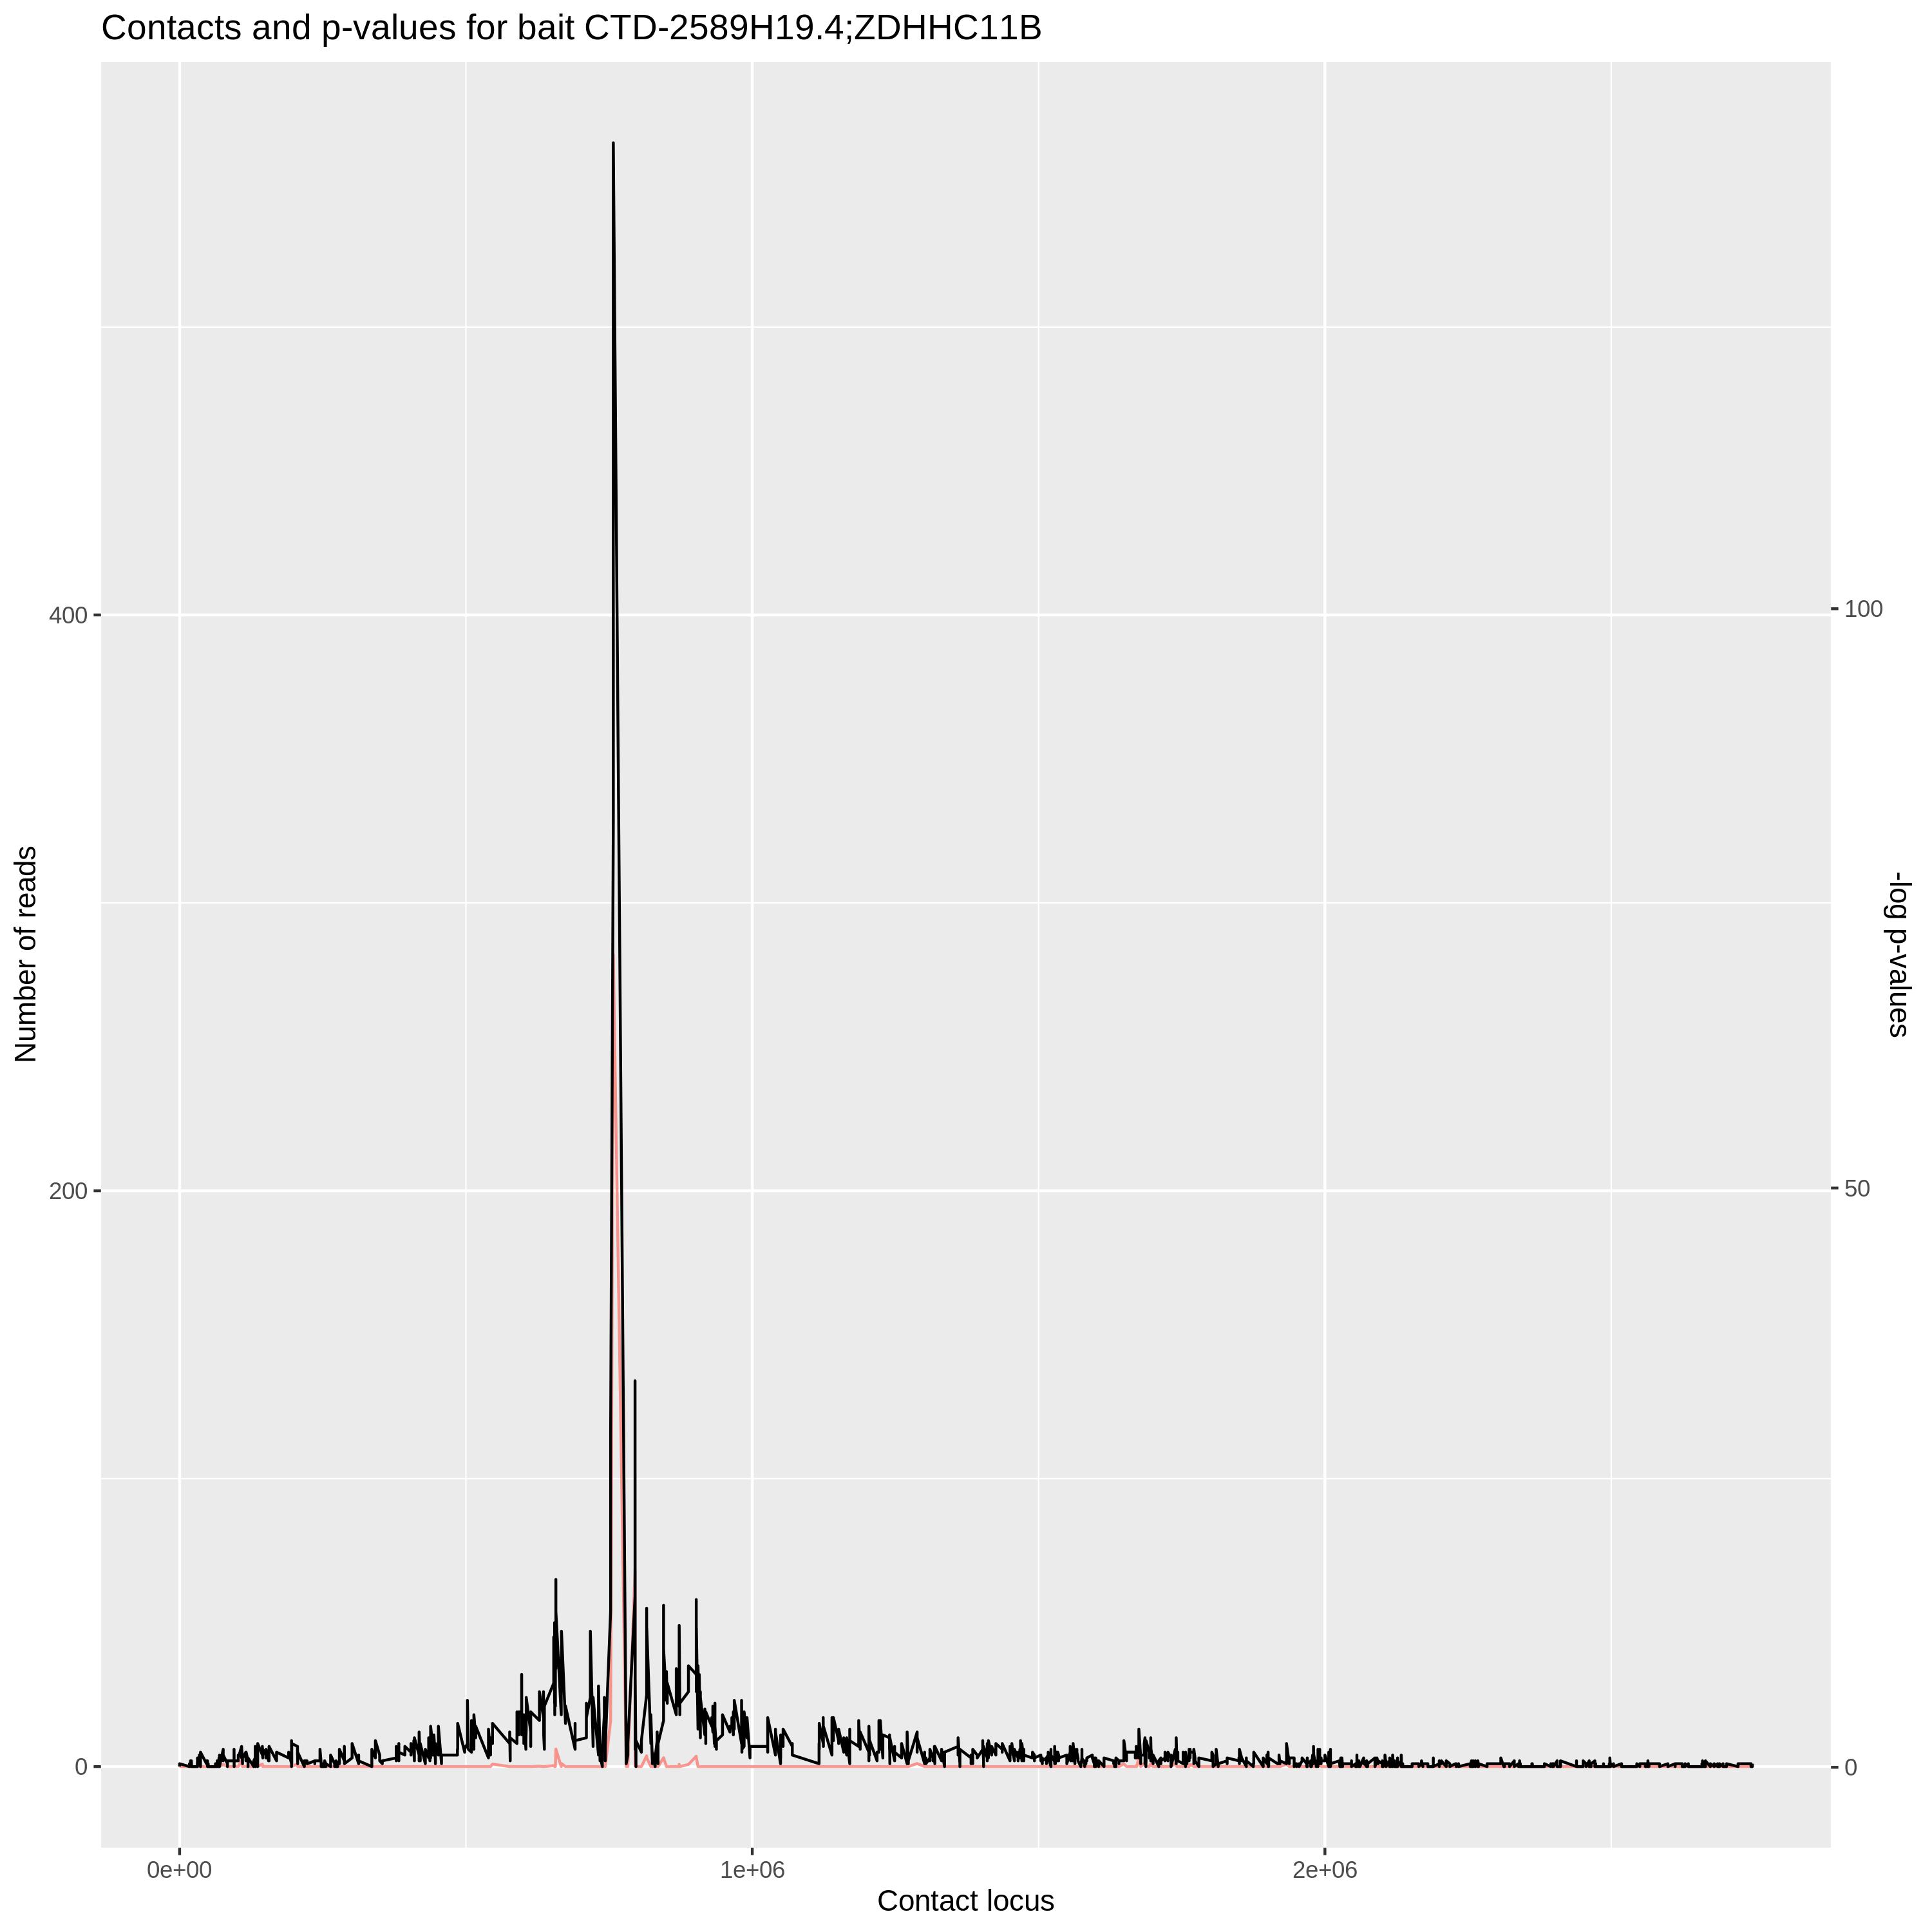 Contacts and p-values for bait CTD-2589H19.4;ZDHHC11B
Number of reads
400
200
0
100
50
0
-log p-values
0e+00
1e+06
2e+06
Contact locus